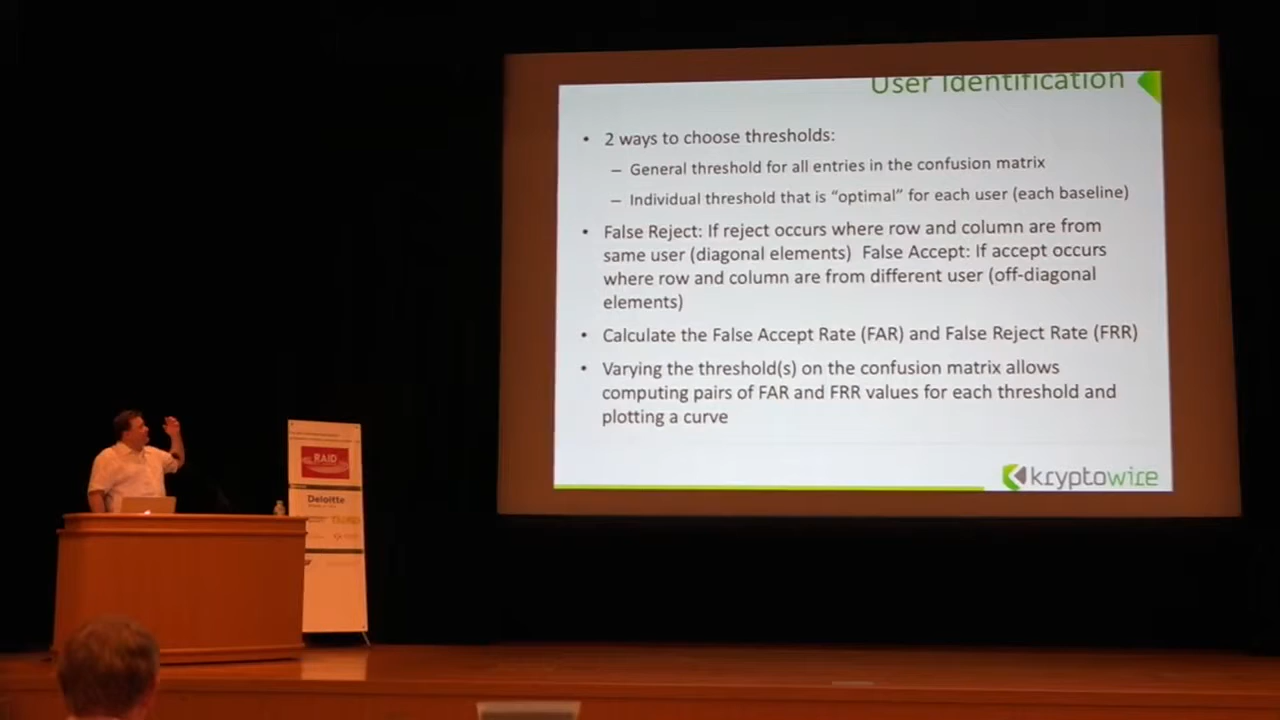 User Identification
• 2 ways to choose thresholds:
– General threshold for all entries in the confusion matrix
– Individual threshold that is “optimal” for each user (each baseline)
• False Reject: If reject occurs where row and column are from
same user (diagonal elements)  False Accept: If accept occurs
where row and column are from different user (off-diagonal
elements)
• Calculate the False Accept Rate (FAR) and False Reject Rate (FRR)
• Varying the threshold(s) on the confusion matrix allows
computing pairs of FAR and FRR values for each threshold and
plotting a curve
kryptowire
RAID
Deloitte